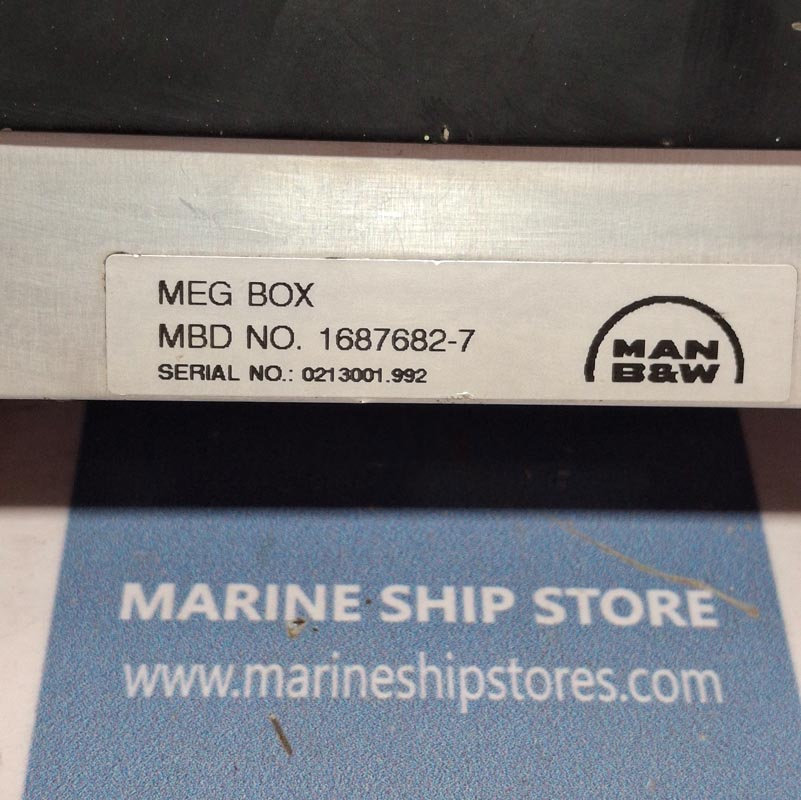 MEG BOX
MBD NO. 1687682-7
SERIAL NO.: 0213001.992
MAN
B&W
MARINE SHIP STORE
www.marineshipstores.com